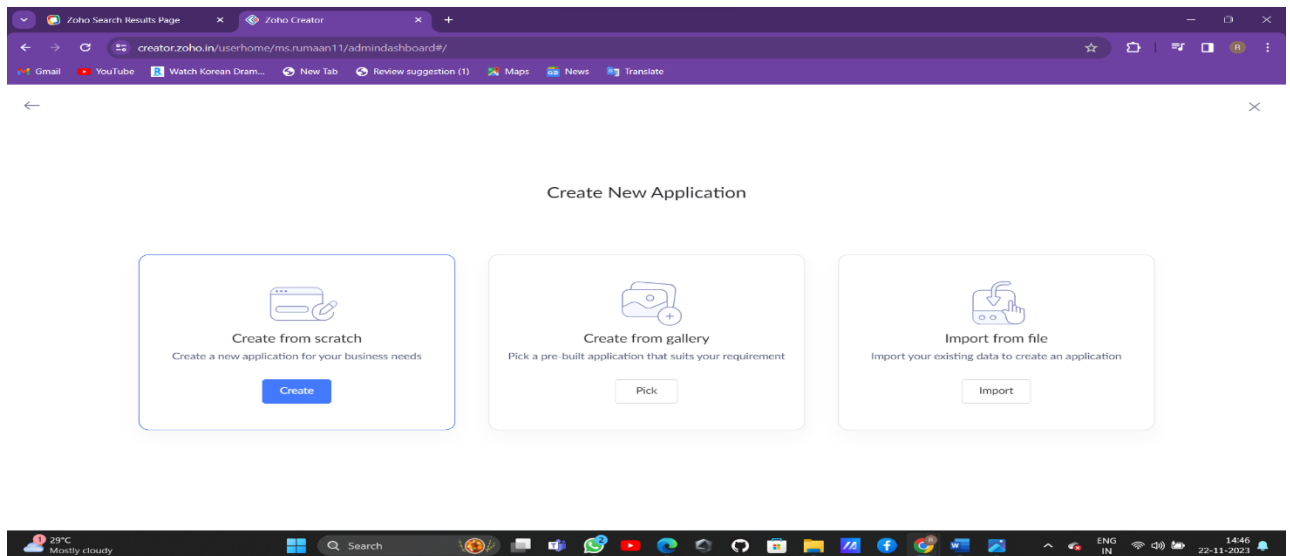 Zoho Search Results Page
Zoho Creator
creator.zoho.in/userhome/ms.rumaan11/admindashboard#/
B
Gmail YouTube Watch Korean Dram... New Tab Review suggestion (1) Maps News Translate
Create New Application
Create from scratch
Create a new application for your business needs
Create
Create from gallery
Pick a pre-built application that suits your requirement
Pick
Import from file
Import your existing data to create an application
Import
1
29°C
Mostly cloudy
Search
ENG
IN
14:46
22-11-2023